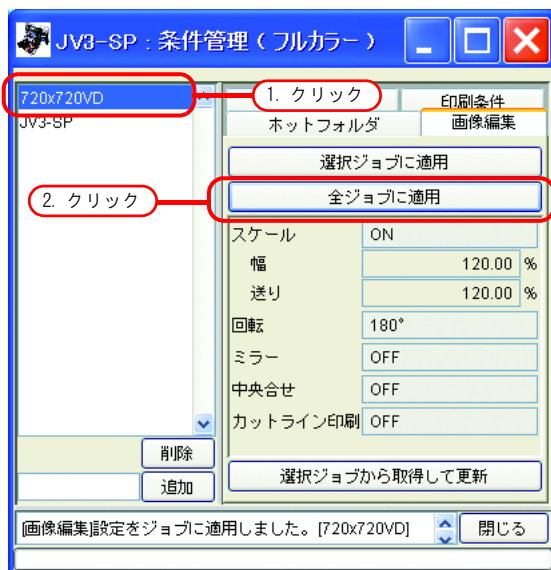 JV3-SP：条件管理（フルカラー）
720x720VD
JV3-SP
1. クリック
印刷条件
ホットフォルダ
画像編集
選択ジョブに適用
2. クリック
全ジョブに適用
スケール ON
幅 120.00 %
送り 120.00 %
回転 180°
ミラー OFF
中央合せ OFF
カットライン印刷 OFF
削除
追加
選択ジョブから取得して更新
[画像編集]設定をジョブに適用しました。[720x720VD]
閉じる